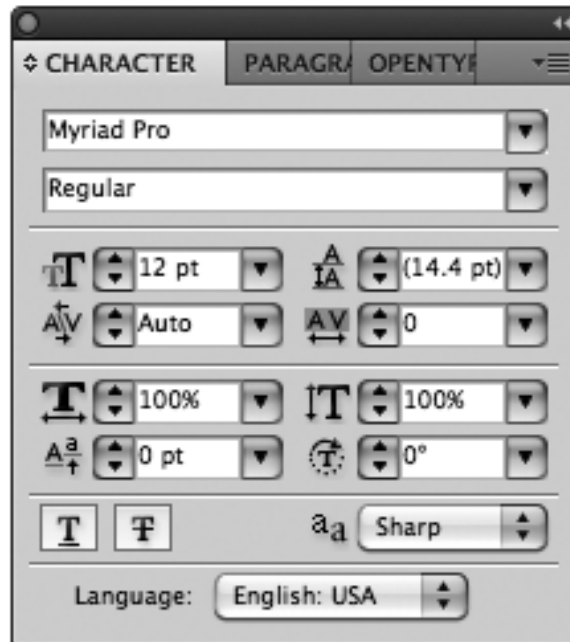 CHARACTER PARAGRA OPENTYP
Myriad Pro
Regular
12 pt (14.4 pt)
Auto 0
100% 100%
0 pt 0°
T T Sharp
Language: English: USA